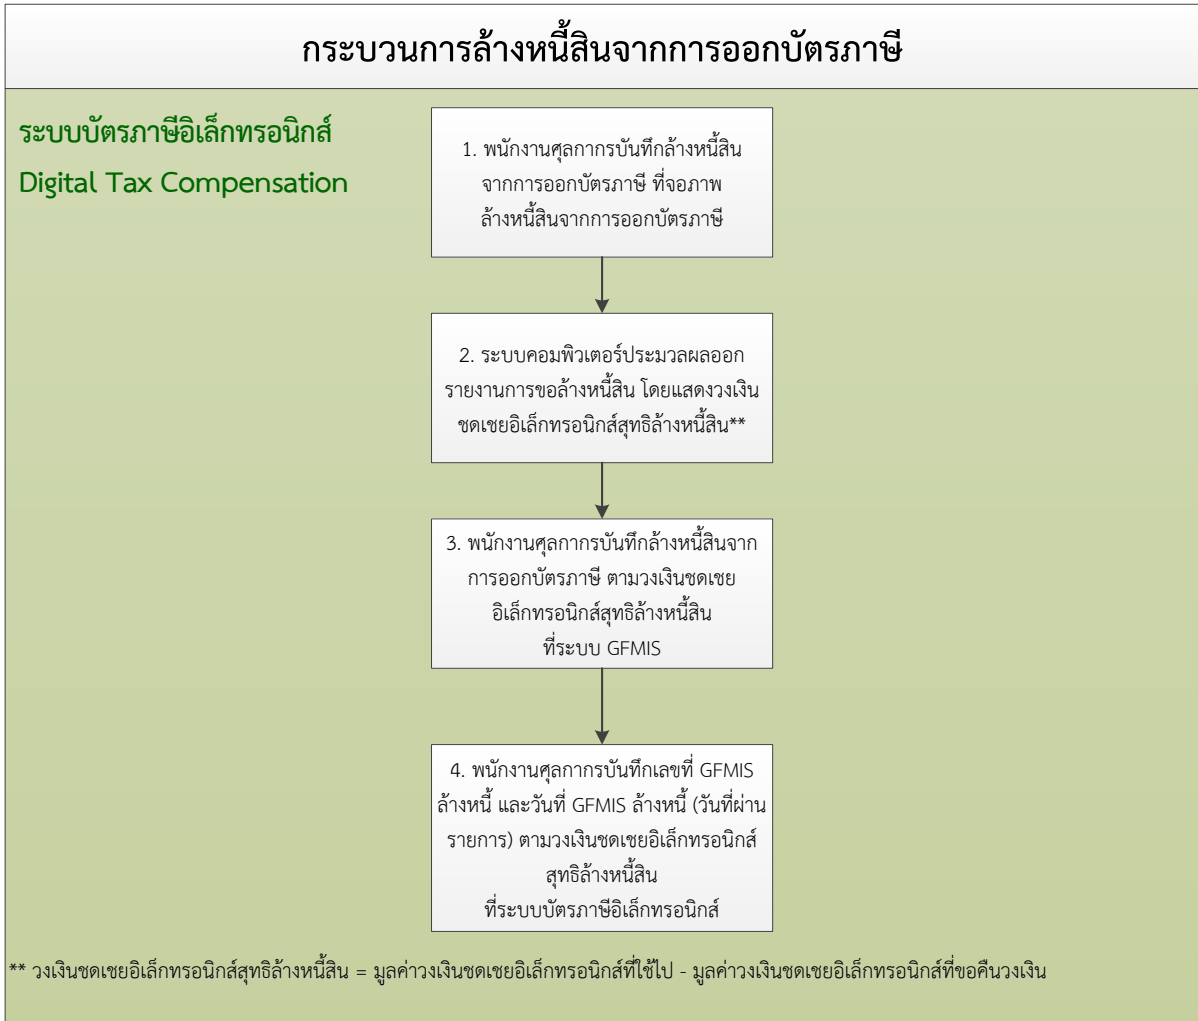 กระบวนการล้างหนี้สินจากการออกบัตรภาษี
ระบบบัตรภาษีอิเล็กทรอนิกส์
Digital Tax Compensation
1. พนักงานศุลกากรบันทึกล้างหนี้สิน
จากการออกบัตรภาษี ที่จอภาพ
ล้างหนี้สินจากการออกบัตรภาษี
2. ระบบคอมพิวเตอร์ประมวลผลออก
รายงานการขอล้างหนี้สิน โดยแสดงวงเงิน
ชดเชยอิเล็กทรอนิกส์สุทธิล้างหนี้สิน**
3. พนักงานศุลกากรบันทึกล้างหนี้สินจาก
การออกบัตรภาษี ตามวงเงินชดเชย
อิเล็กทรอนิกส์สุทธิล้างหนี้สิน
ที่ระบบ GFMIS
4. พนักงานศุลกากรบันทึกเลขที่ GFMIS
ล้างหนี้ และวันที่ GFMIS ล้างหนี้ (วันที่ผ่าน
รายการ) ตามวงเงินชดเชยอิเล็กทรอนิกส์
สุทธิล้างหนี้สิน
ที่ระบบบัตรภาษีอิเล็กทรอนิกส์
** วงเงินชดเชยอิเล็กทรอนิกส์สุทธิล้างหนี้สิน = มูลค่าวงเงินชดเชยอิเล็กทรอนิกส์ที่ใช้ไป - มูลค่าวงเงินชดเชยอิเล็กทรอนิกส์ที่ขอคืนวงเงิน